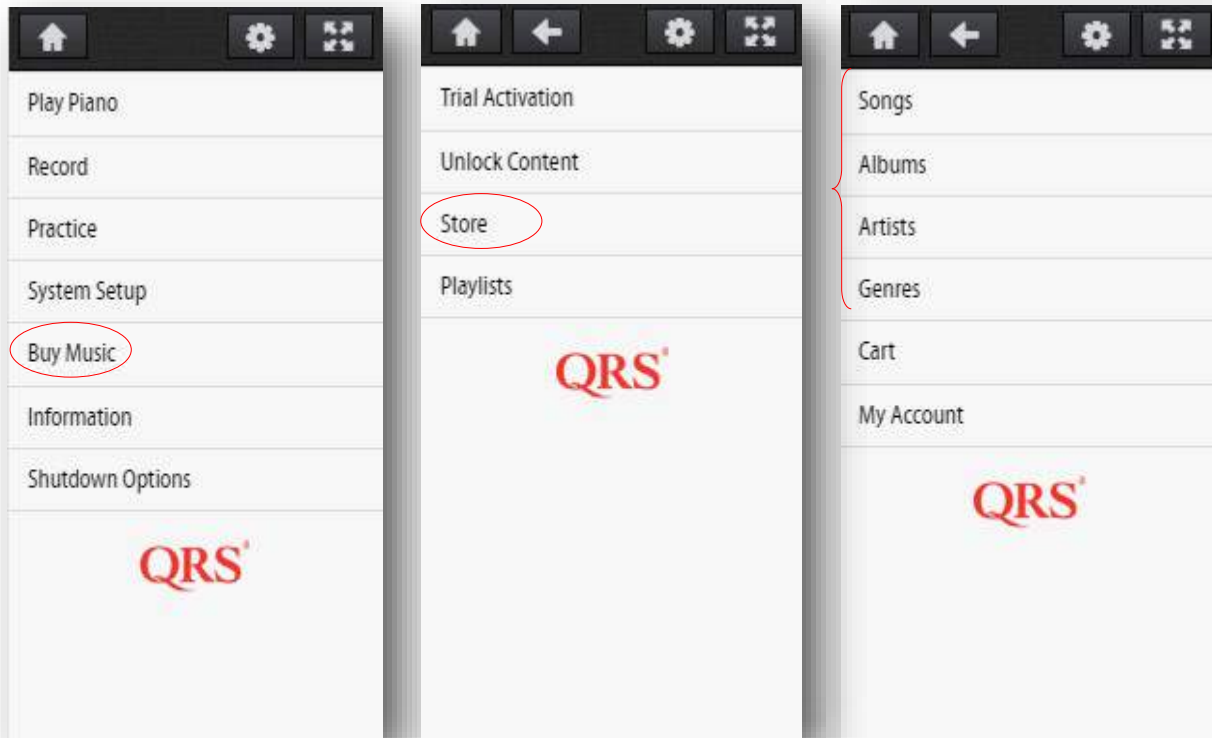 Play Piano
Record
Practice
System Setup
Buy Music
Information
Shutdown Options
QRS
Trial Activation
Unlock Content
Store
Playlists
QRS
Songs
Albums
Artists
Genres
Cart
My Account
QRS